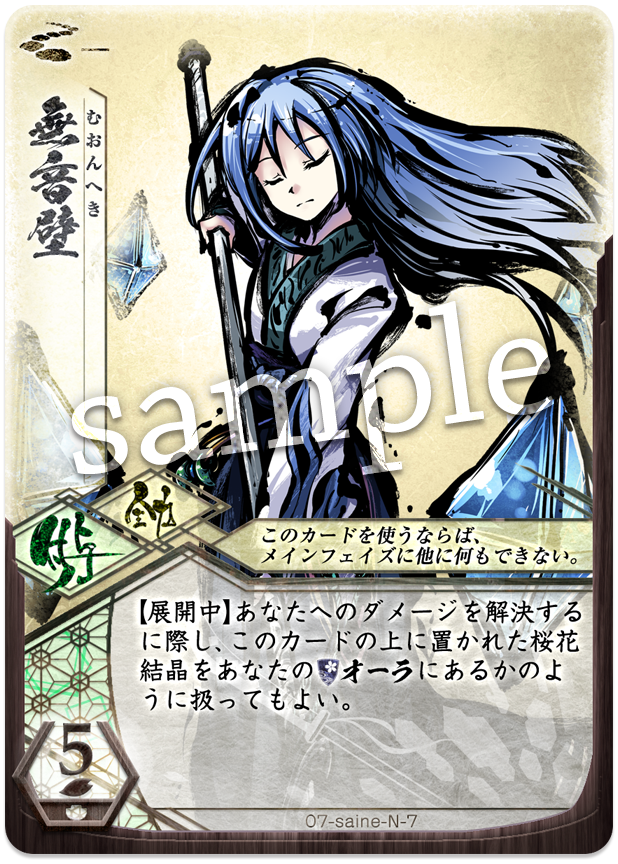 無音壁
むおんへき
sample
付与
全力
このカードを使うならば、
メインフェイズに他に何もできない。
【展開中】あなたへのダメージを解決する
に際し、このカードの上に置かれた桜花
結晶をあなたのオーラにあるかのよ
うに扱ってもよい。
5
07-saine-N-7